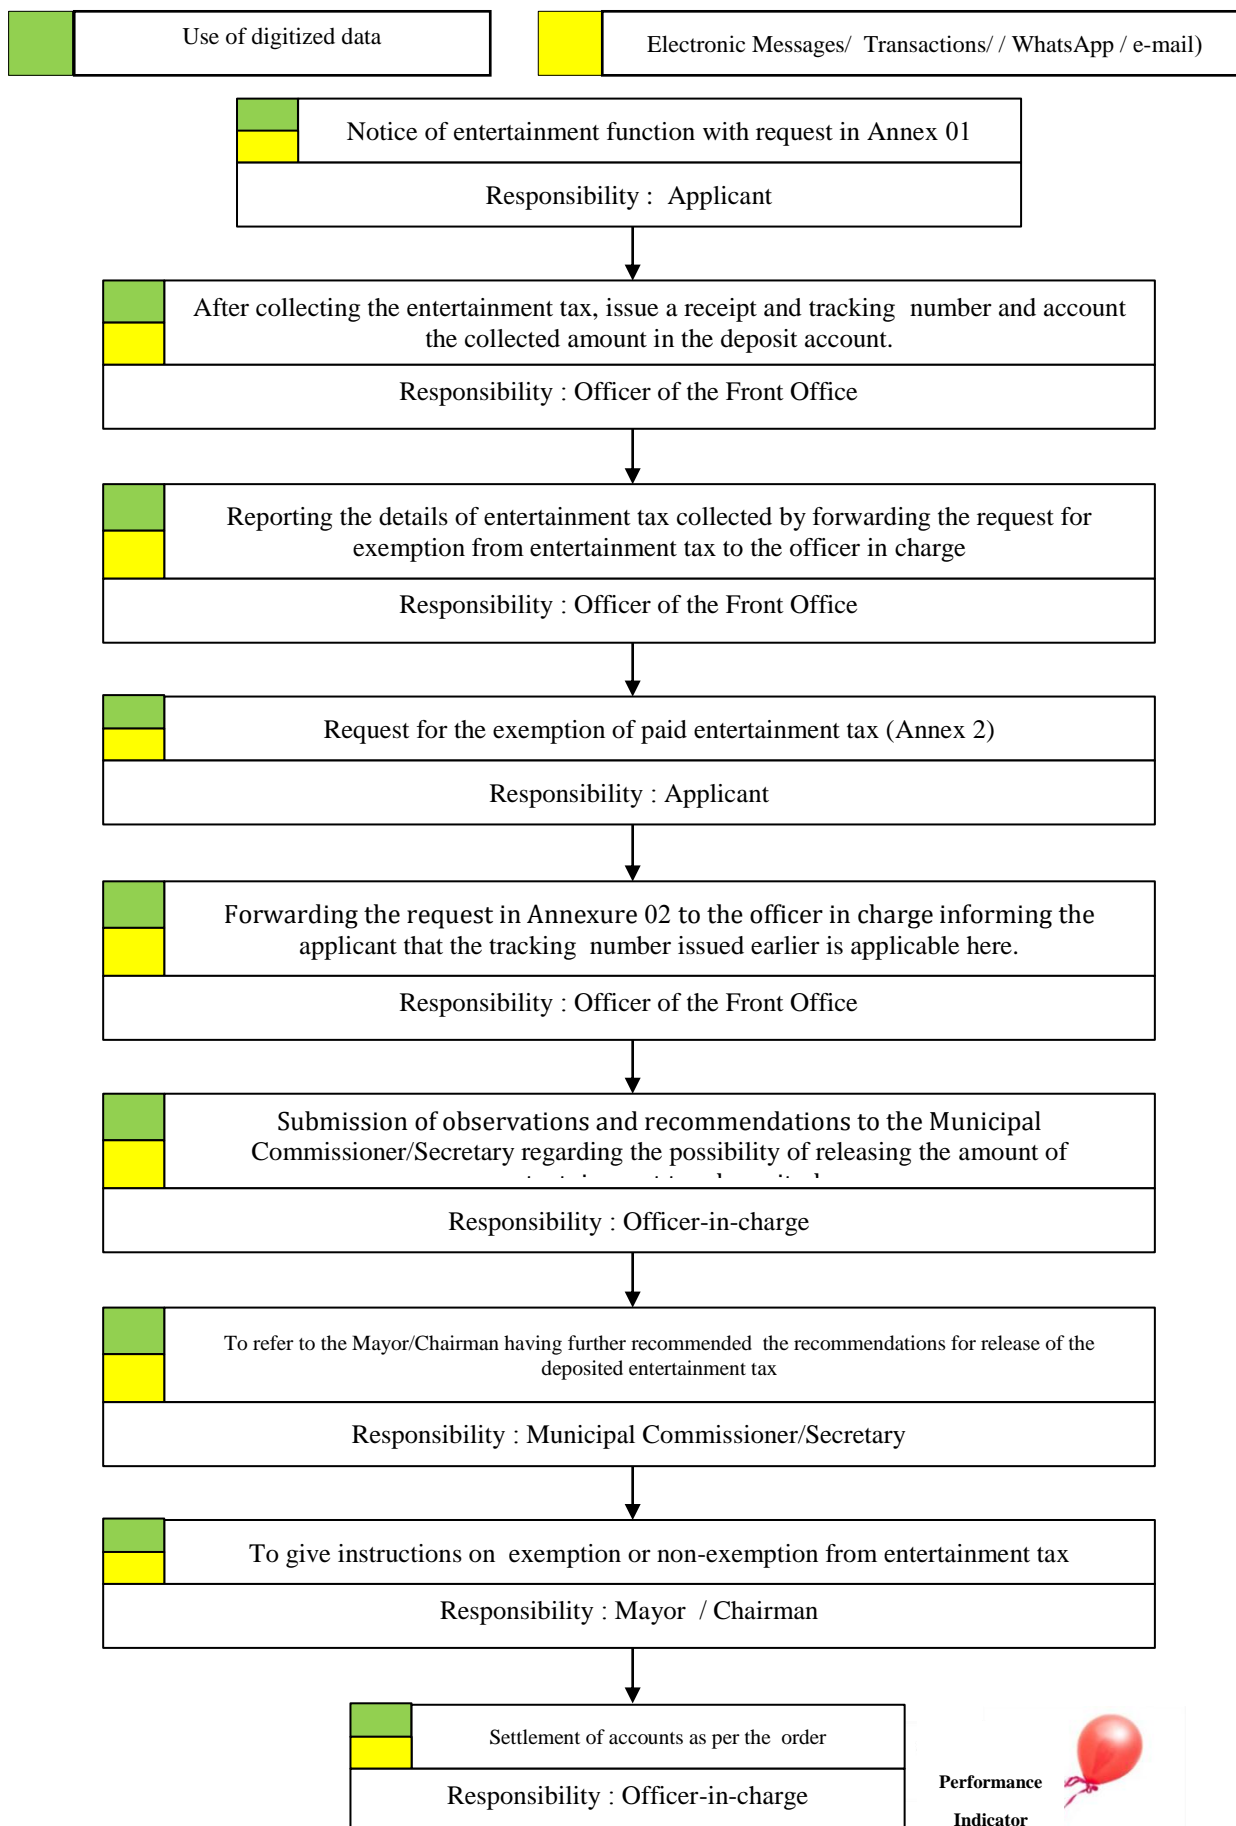 Use of digitized data
Electronic Messages/ Transactions/ / WhatsApp / e-mail)
Notice of entertainment function with request in Annex 01
Responsibility : Applicant
After collecting the entertainment tax, issue a receipt and tracking number and account
the collected amount in the deposit account.
Responsibility : Officer of the Front Office
Reporting the details of entertainment tax collected by forwarding the request for
exemption from entertainment tax to the officer in charge
Responsibility : Officer of the Front Office
Request for the exemption of paid entertainment tax (Annex 2)
Responsibility : Applicant
Forwarding the request in Annexure 02 to the officer in charge informing the
applicant that the tracking number issued earlier is applicable here.
Responsibility : Officer of the Front Office
Submission of observations and recommendations to the Municipal
Commissioner/Secretary regarding the possibility of releasing the amount of
Responsibility : Officer-in-charge
To refer to the Mayor/Chairman having further recommended the recommendations for release of the
deposited entertainment tax
Responsibility : Municipal Commissioner/Secretary
To give instructions on exemption or non-exemption from entertainment tax
Responsibility : Mayor / Chairman
Settlement of accounts as per the order
Responsibility : Officer-in-charge
Performance
Indicator